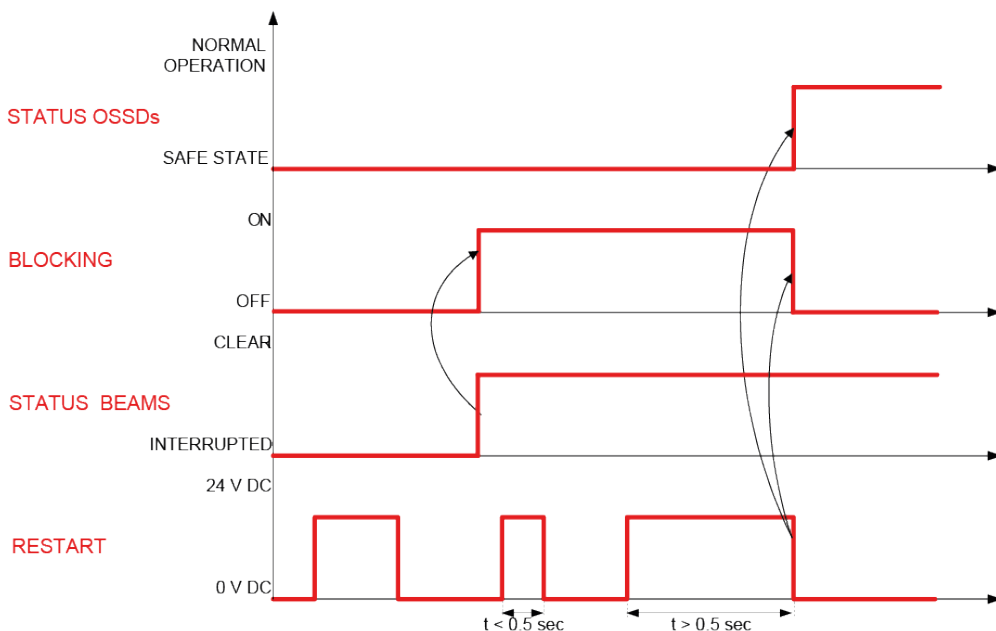 NORMAL
OPERATION
STATUS OSSDs
SAFE STATE
ON
BLOCKING
OFF
CLEAR
STATUS BEAMS
INTERRUPTED
24 V DC
RESTART
0 V DC
t < 0.5 sec
t > 0.5 sec